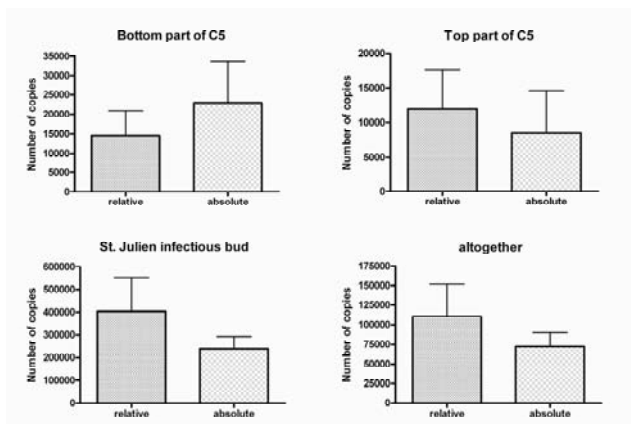 Bottom part of C5
Number of copies
35000
30000
25000
20000
15000
10000
5000
0
relative absolute
Top part of C5
Number of copies
20000
15000
10000
5000
0
relative absolute
St. Julien infectious bud
Number of copies
600000
500000
400000
300000
200000
100000
0
relative absolute
altogether
Number of copies
175000
150000
125000
100000
75000
50000
25000
0
relative absolute